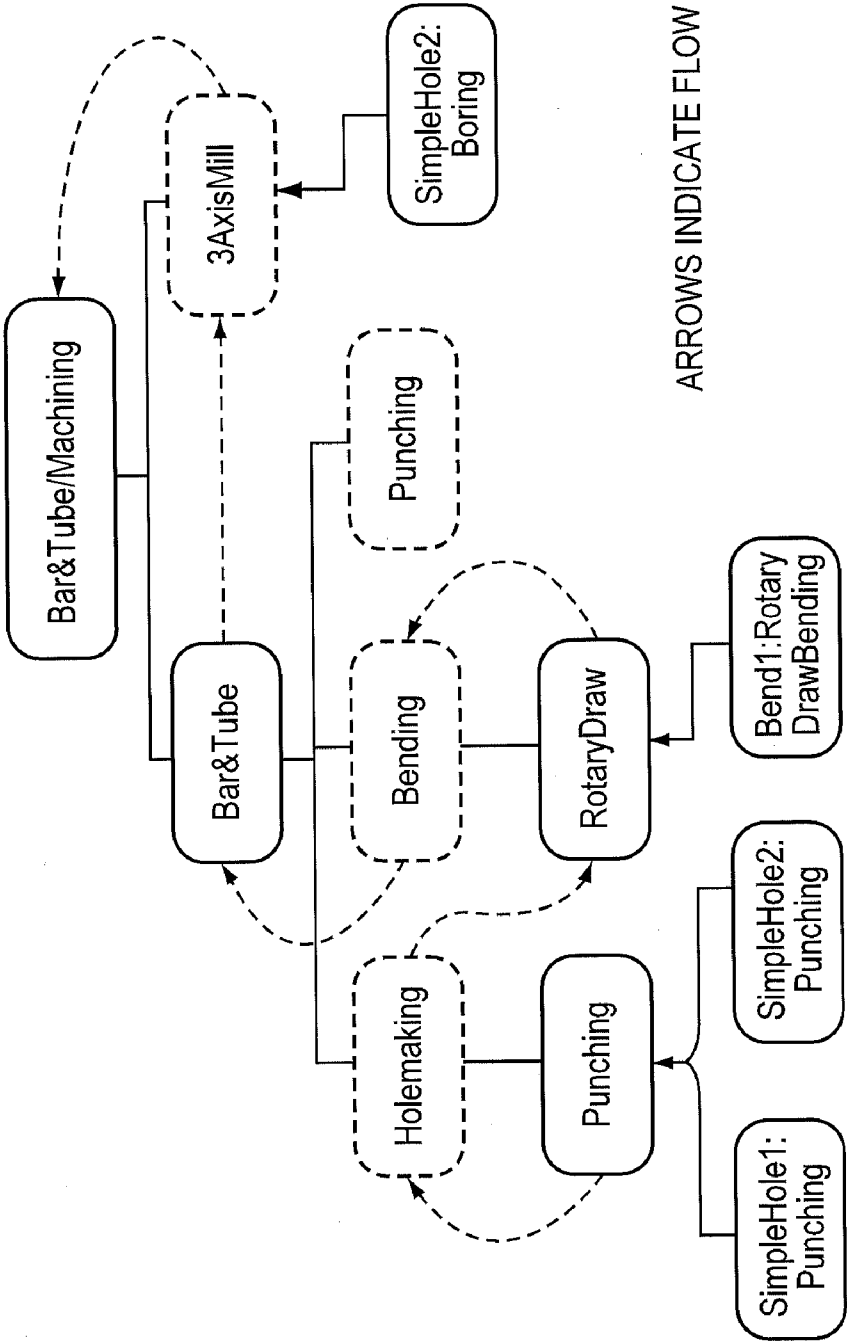 Bar&Tube/Machining
Bar&Tube
3AxisMill
Holemaking
Bending
Punching
SimpleHole2:
Boring
Punching
RotaryDraw
SimpleHole1:
Punching
SimpleHole2:
Punching
Bend1:Rotary
DrawBending
ARROWS INDICATE FLOW